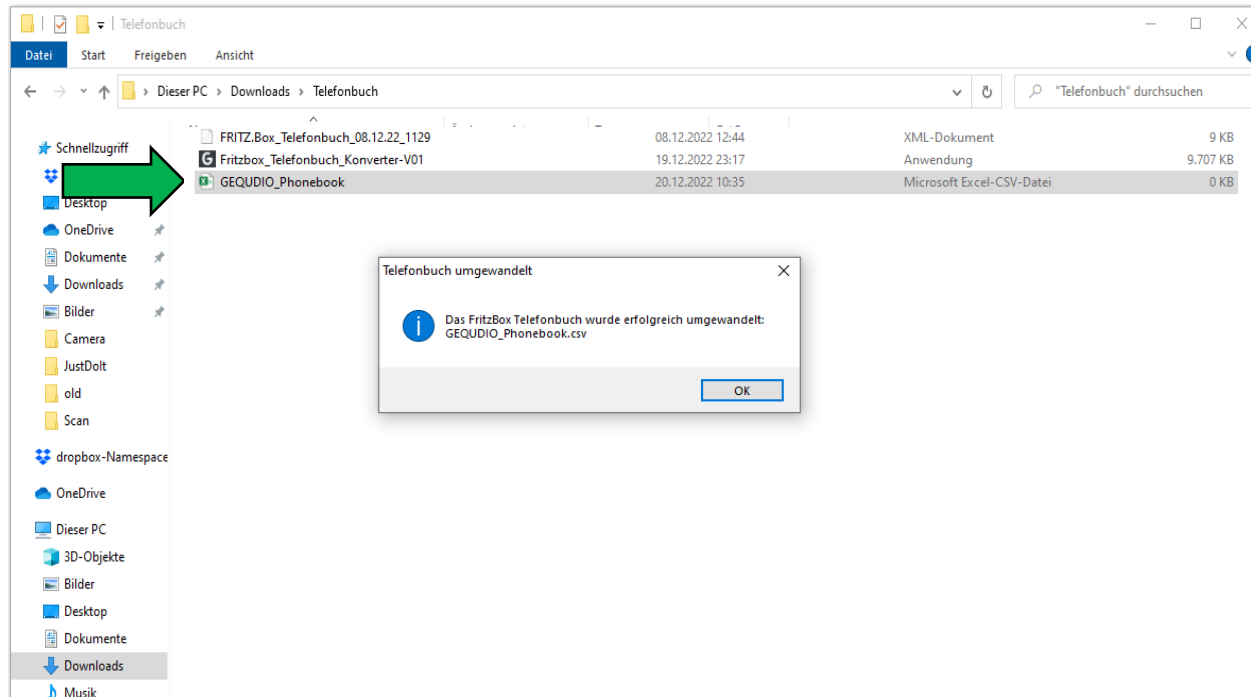 Telefonbuch
Datei Start Freigeben Ansicht
Dieser PC > Downloads > Telefonbuch
"Telefonbuch" durchsuchen
FRITZ.Box_Telefonbuch_08.12.22_1129 08.12.2022 12:44 XML-Dokument 9 KB
Fritzbox_Telefonbuch_Konverter-V01 19.12.2022 23:17 Anwendung 9.707 KB
GEQUDIO_Phonebook 20.12.2022 10:35 Microsoft Excel-CSV-Datei 0 KB
Schnellzugriff
Desktop
OneDrive
Dokumente
Downloads
Bilder
Camera
JustDoIt
old
Scan
dropbox-Namespace
OneDrive
Dieser PC
3D-Objekte
Bilder
Desktop
Dokumente
Downloads
Musik
Telefonbuch umgewandelt
Das FritzBox Telefonbuch wurde erfolgreich umgewandelt:
GEQUDIO_Phonebook.csv
OK